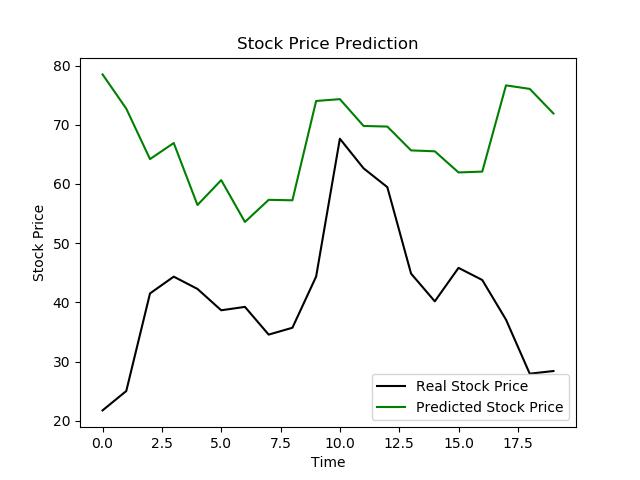 Stock Price Prediction
80
70
60
50
40
30
20
Stock Price
Real Stock Price
Predicted Stock Price
0.0 2.5 5.0 7.5 10.0 12.5 15.0 17.5
Time